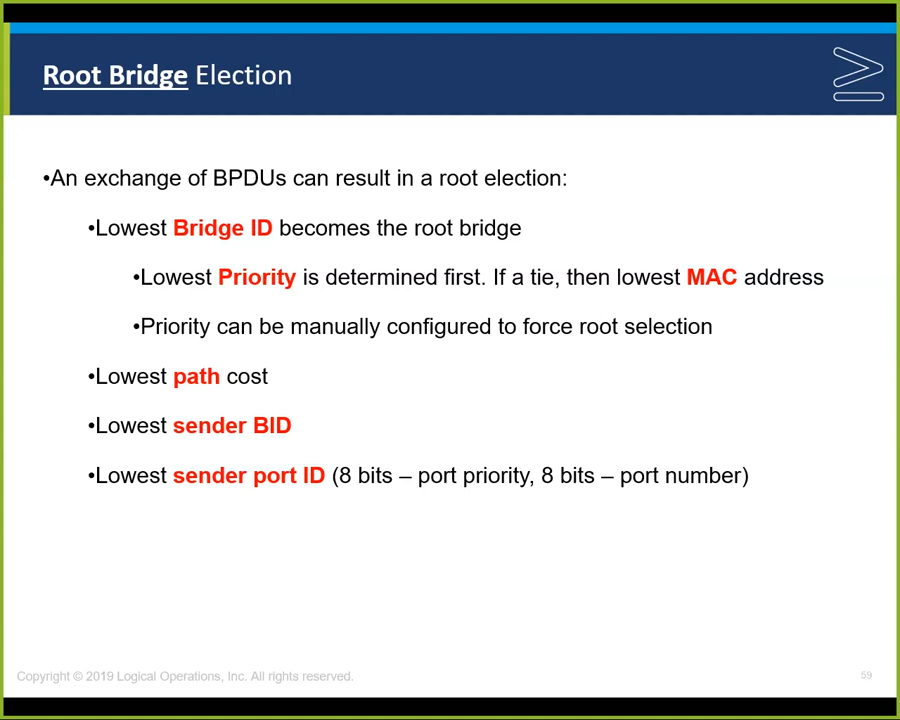 Root Bridge Election
•An exchange of BPDUs can result in a root election:
•Lowest Bridge ID becomes the root bridge
•Lowest Priority is determined first. If a tie, then lowest MAC address
•Priority can be manually configured to force root selection
•Lowest path cost
•Lowest sender BID
•Lowest sender port ID (8 bits – port priority, 8 bits – port number)
Copyright © 2019 Logical Operations, Inc. All rights reserved.
59